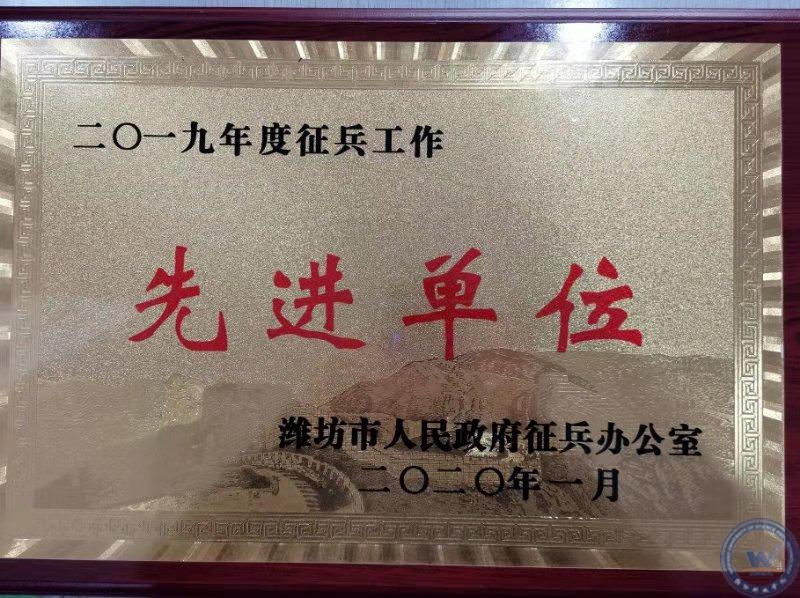 二〇一九年度征兵工作
先进单位
潍坊市人民政府征兵办公室
二〇二〇年一月